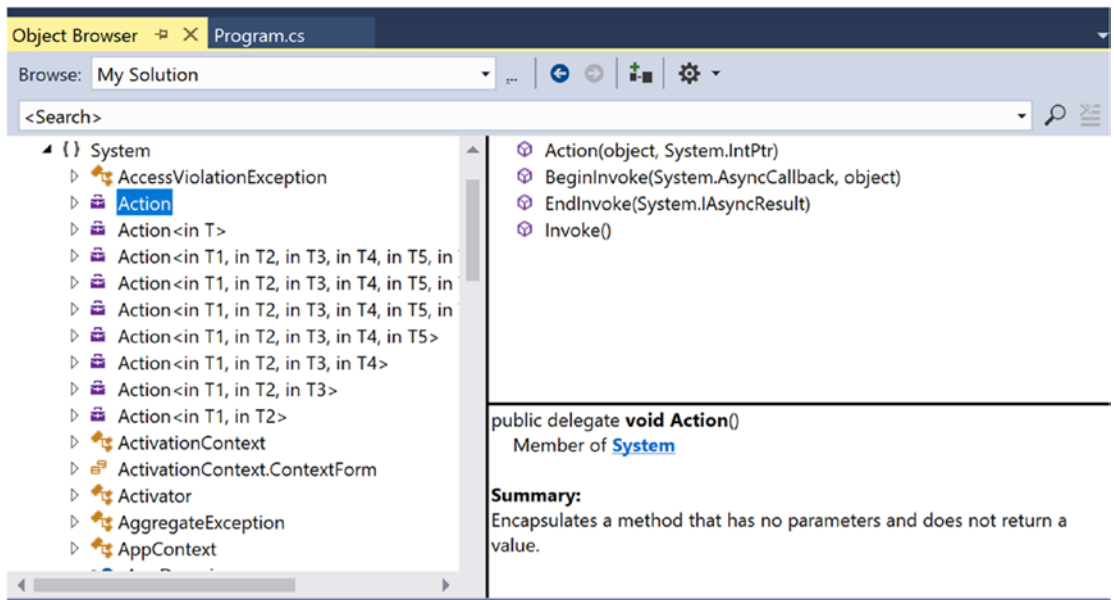 Object Browser
Program.cs
Browse: My Solution
...
<Search>
{ } System
AccessViolationException
Action
Action<in T>
Action<in T1, in T2, in T3, in T4, in T5, in
Action<in T1, in T2, in T3, in T4, in T5, in
Action<in T1, in T2, in T3, in T4, in T5, in
Action<in T1, in T2, in T3, in T4, in T5>
Action<in T1, in T2, in T3, in T4>
Action<in T1, in T2, in T3>
Action<in T1, in T2>
ActivationContext
ActivationContext.ContextForm
Activator
AggregateException
AppContext
Action(object, System.IntPtr)
BeginInvoke(System.AsyncCallback, object)
EndInvoke(System.IAsyncResult)
Invoke()
public delegate void Action()
Member of System
Summary:
Encapsulates a method that has no parameters and does not return a
value.